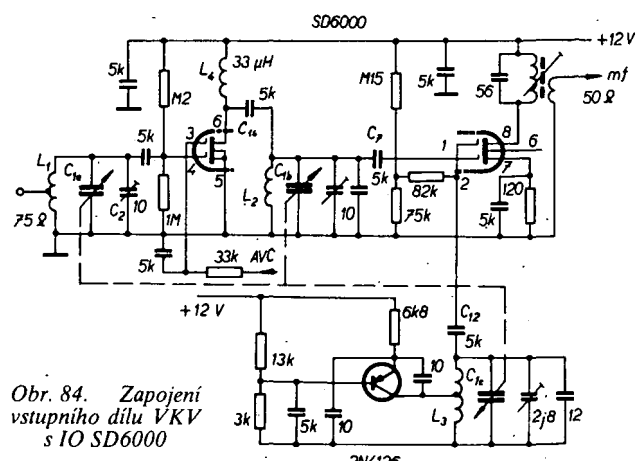 SD6000
+12 V
5k
M2
L4
33 μH
5k
M15
5k
56
mf
50 Ω
L1
C1a
5k
3
6
C14
4
5
C2
10
1M
75 Ω
L2
C1b
10
C7
5k
1
8
6
7
2
82k
75k
5k
120
5k
33k
AVC
+12 V
C12
5k
6k8
13k
10
C1c
L3
3k
5k
10
2j8
12
Obr. 84. Zapojení
vstupního dílu VKV
s IO SD6000